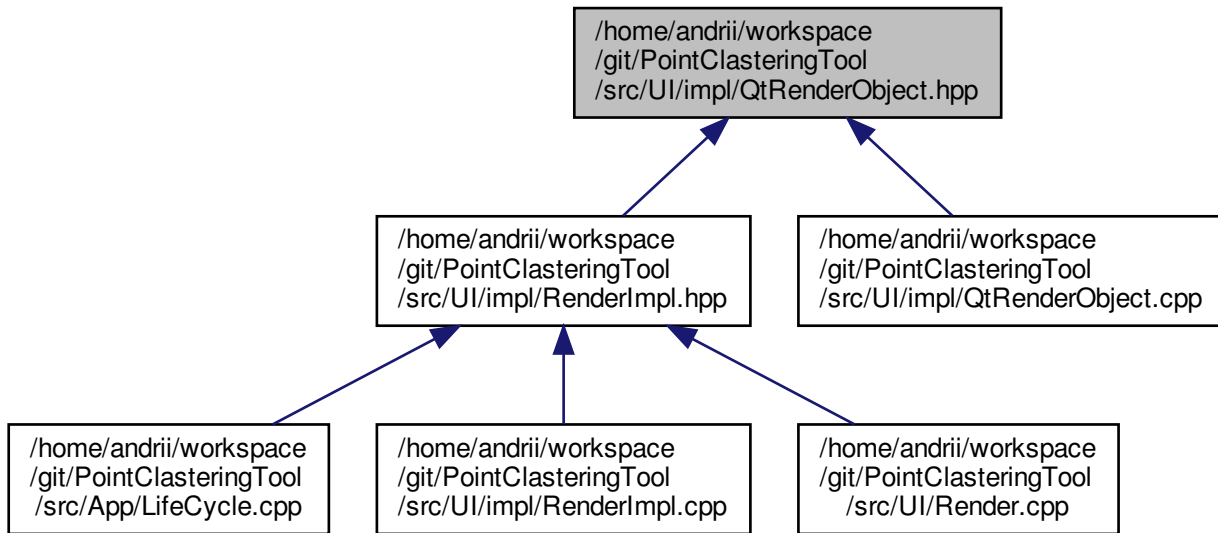 /home/andrii/workspace
/git/PointClasteringTool
/src/UI/impl/QtRenderObject.hpp
/home/andrii/workspace
/git/PointClasteringTool
/src/UI/impl/RenderImpl.hpp
/home/andrii/workspace
/git/PointClasteringTool
/src/UI/impl/QtRenderObject.cpp
/home/andrii/workspace
/git/PointClasteringTool
/src/App/LifeCycle.cpp
/home/andrii/workspace
/git/PointClasteringTool
/src/UI/impl/RenderImpl.cpp
/home/andrii/workspace
/git/PointClasteringTool
/src/UI/Render.cpp